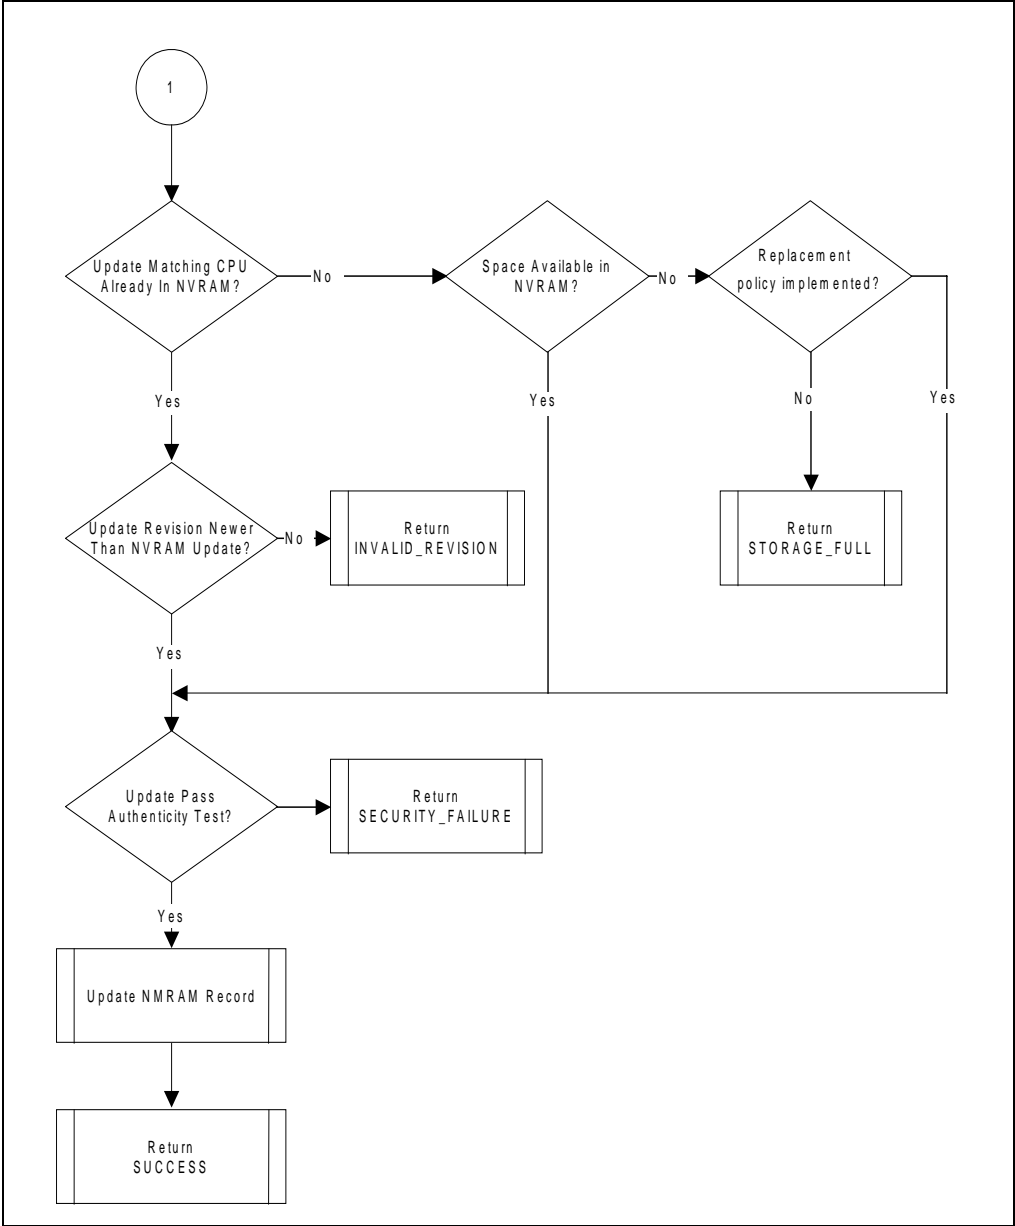 1
Update Matching CPU
Already In NVRAM?
No
Space Available in
NVRAM?
No
Replacement
policy implemented?
Yes
Yes
No
Yes
Update Revision Newer
Than NVRAM Update?
No
Return
INVALID_REVISION
Return
STORAGE_FULL
Yes
Update Pass
Authenticity Test?
Return
SECURITY_FAILURE
Yes
Update NMRAM Record
Return
SUCCESS